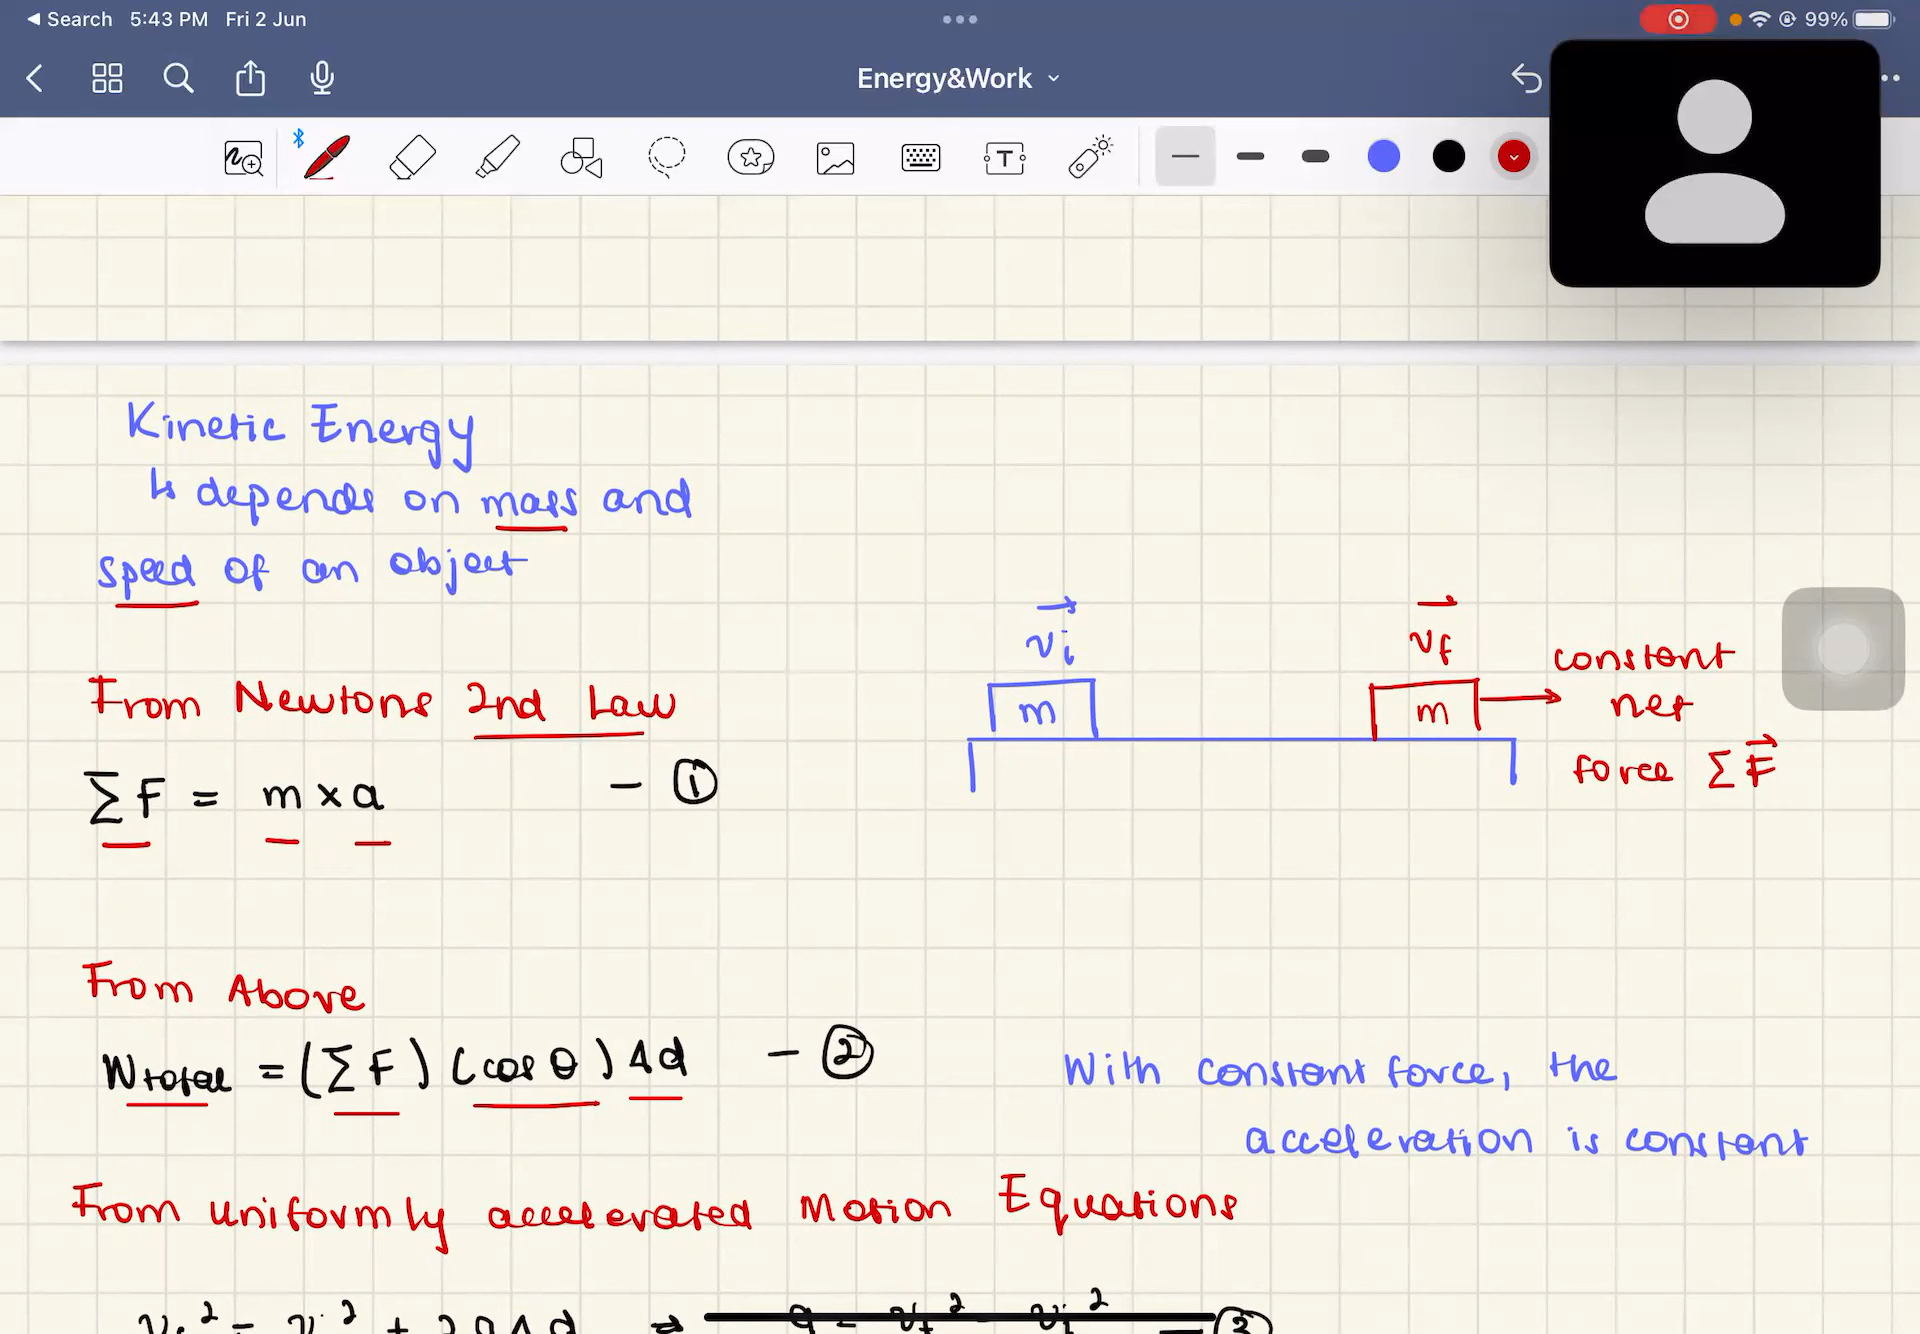 Search 5:43 PM Fri 2 Jun
99%
Energy&Work
T
Kinetic Energy
↳ depends on mass and
speed of an object
From Newtons 2nd Law
ΣF = m × a - ①
vi
m
vf
m
constant
net
force ΣF
From Above
Wtotal = (ΣF) (cos θ) Δd - ②
With constant force, the
acceleration is constant
From uniformly accelerated Motion Equations